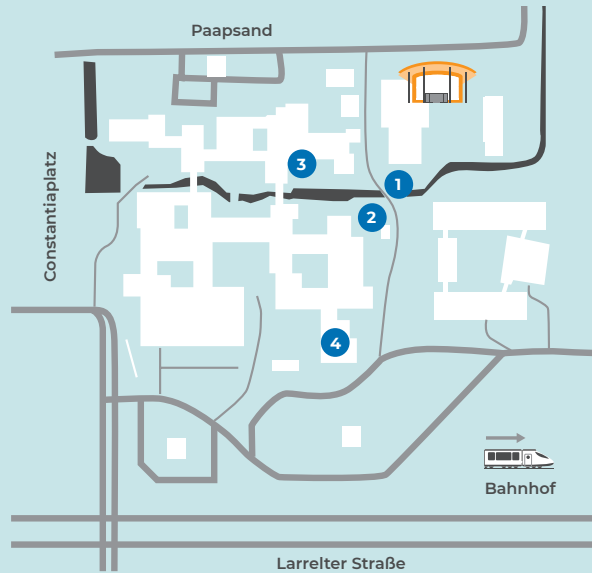 Paapsand
Constantiaplatz
3
1
2
4
Bahnhof
Larrelter Straße